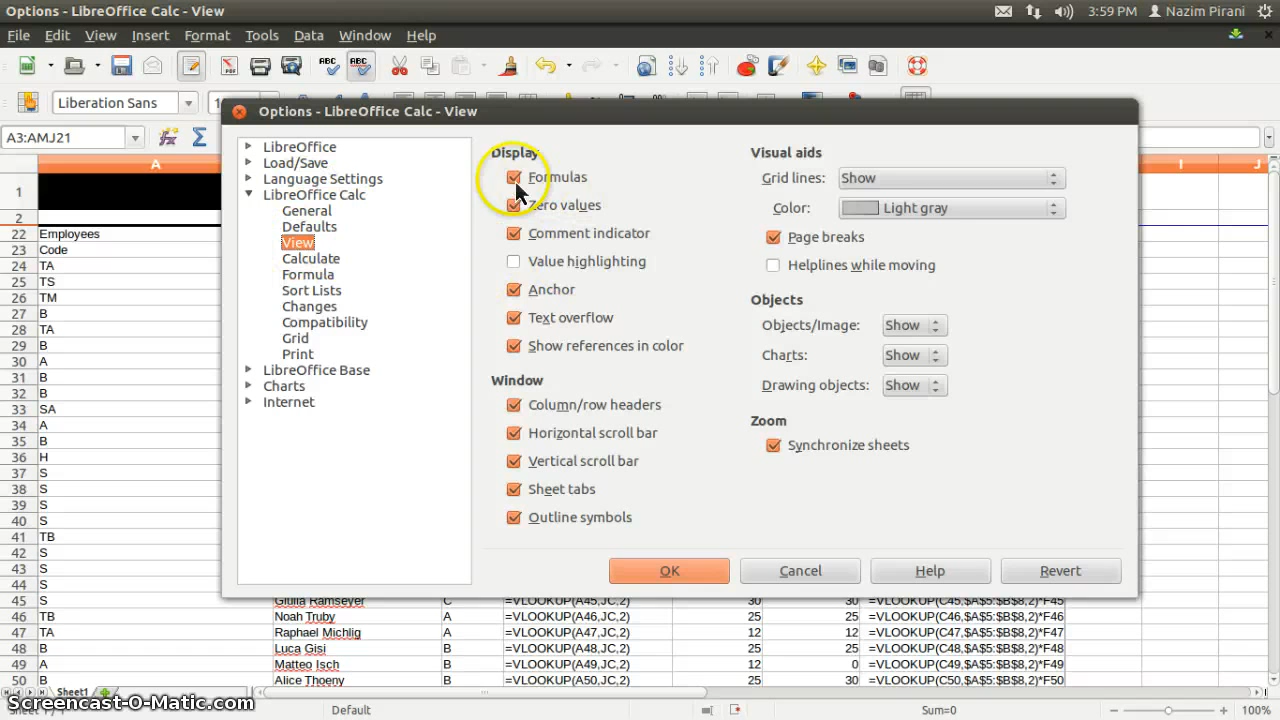 Options - LibreOffice Calc - View
3:59 PM
Nazim Pirani
File Edit View Insert Format Tools Data Window Help
Liberation Sans
A3:AMJ21
A
I
J
Options - LibreOffice Calc - View
LibreOffice
Load/Save
Language Settings
LibreOffice Calc
General
Defaults
View
Calculate
Formula
Sort Lists
Changes
Compatibility
Grid
Print
LibreOffice Base
Charts
Internet
Display
Formulas
Zero values
Comment indicator
Value highlighting
Anchor
Text overflow
Show references in color
Window
Column/row headers
Horizontal scroll bar
Vertical scroll bar
Sheet tabs
Outline symbols
Visual aids
Grid lines: Show
Color: Light gray
Page breaks
Helplines while moving
Objects
Objects/Image: Show
Charts: Show
Drawing objects: Show
Zoom
Synchronize sheets
OK Cancel Help Revert
1
2
22 Employees
23 Code
24 TA
25 TS
26 TM
27 B
28 TA
29 B
30 A
31 B
32 B
33 SA
34 A
35 B
36 H
37 S
38 S
39 S
40 S
41 TB
42 S
43 S
44 S
45 S Giulia Ramseyer C =VLOOKUP(A45,JC,2) 30 30 =VLOOKUP(C45,$A$5:$B$8,2)*F45
46 TB Noah Truby A =VLOOKUP(A46,JC,2) 25 25 =VLOOKUP(C46,$A$5:$B$8,2)*F46
47 TA Raphael Michlig A =VLOOKUP(A47,JC,2) 12 12 =VLOOKUP(C47,$A$5:$B$8,2)*F47
48 B Luca Gisi B =VLOOKUP(A48,JC,2) 25 25 =VLOOKUP(C48,$A$5:$B$8,2)*F48
49 A Matteo Isch B =VLOOKUP(A49,JC,2) 12 0 =VLOOKUP(C49,$A$5:$B$8,2)*F49
50 B Alice Thoeny B =VLOOKUP(A50,JC,2) 25 30 =VLOOKUP(C50,$A$5:$B$8,2)*F50
Sheet1
Default
Sum=0
100%
Screencast-O-Matic.com